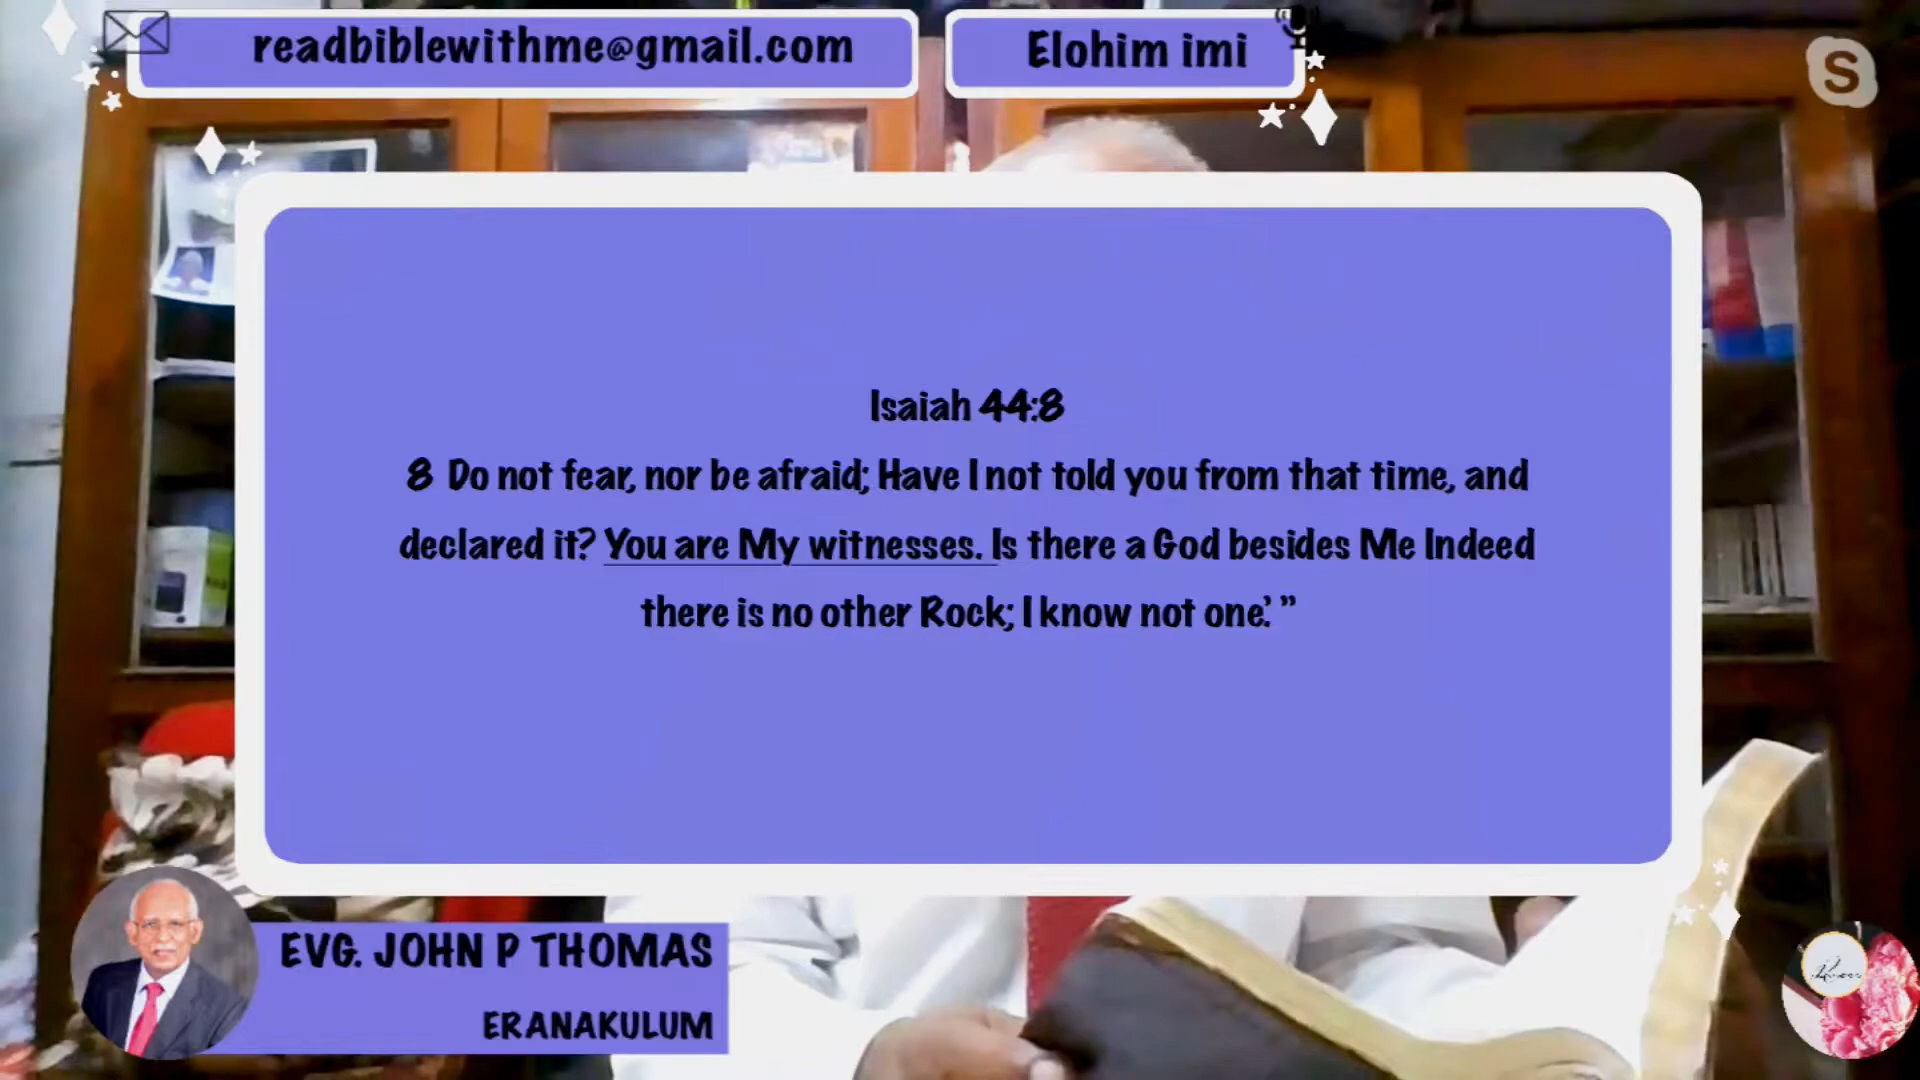 readbiblewithme@gmail.com
Elohim imi
Isaiah 44:8
8 Do not fear, nor be afraid; Have I not told you from that time, and
declared it? You are My witnesses. Is there a God besides Me Indeed
there is no other Rock; I know not one.’ ”
EVG. JOHN P THOMAS
ERANAKULUM